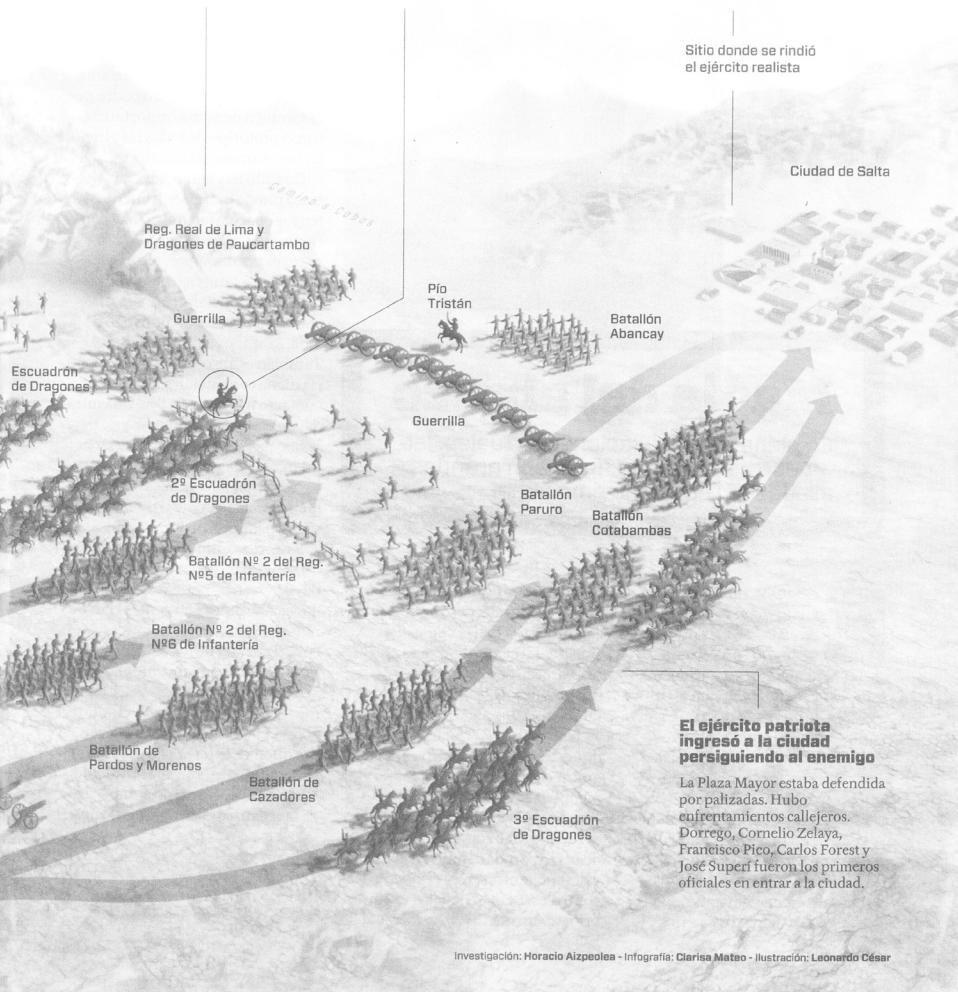 Sitio donde se rindió
el ejército realista
Ciudad de Salta
Camino a Cobos
Reg. Real de Lima y
Dragones de Paucartambo
Pío
Tristán
Guerrilla
Batallón
Abancay
Escuadrón
de Dragones
Guerrilla
2º Escuadrón
de Dragones
Batallón
Paruro
Batallón
Cotabambas
Batallón Nº 2 del Reg.
Nº5 de Infantería
Batallón Nº 2 del Reg.
Nº6 de Infantería
Batallón de
Pardos y Morenos
Batallón de
Cazadores
3º Escuadrón
de Dragones
El ejército patriota
ingresó a la ciudad
persiguiendo al enemigo
La Plaza Mayor estaba defendida
por palizadas. Hubo
enfrentamientos callejeros.
Dorrego, Cornelio Zelaya,
Francisco Pico, Carlos Forest y
José Superí fueron los primeros
oficiales en entrar a la ciudad.
Investigación: Horacio Aizpeolea - Infografía: Clarisa Mateo - Ilustración: Leonardo César